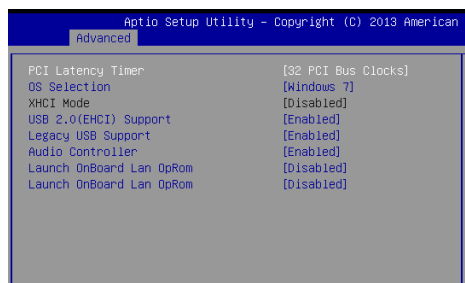 Aptio Setup Utility – Copyright (C) 2013 American
Advanced
PCI Latency Timer [32 PCI Bus Clocks]
OS Selection [Windows 7]
XHCI Mode [Disabled]
USB 2.0(EHCI) Support [Enabled]
Legacy USB Support [Enabled]
Audio Controller [Enabled]
Launch OnBoard Lan OpRom [Disabled]
Launch OnBoard Lan OpRom [Disabled]